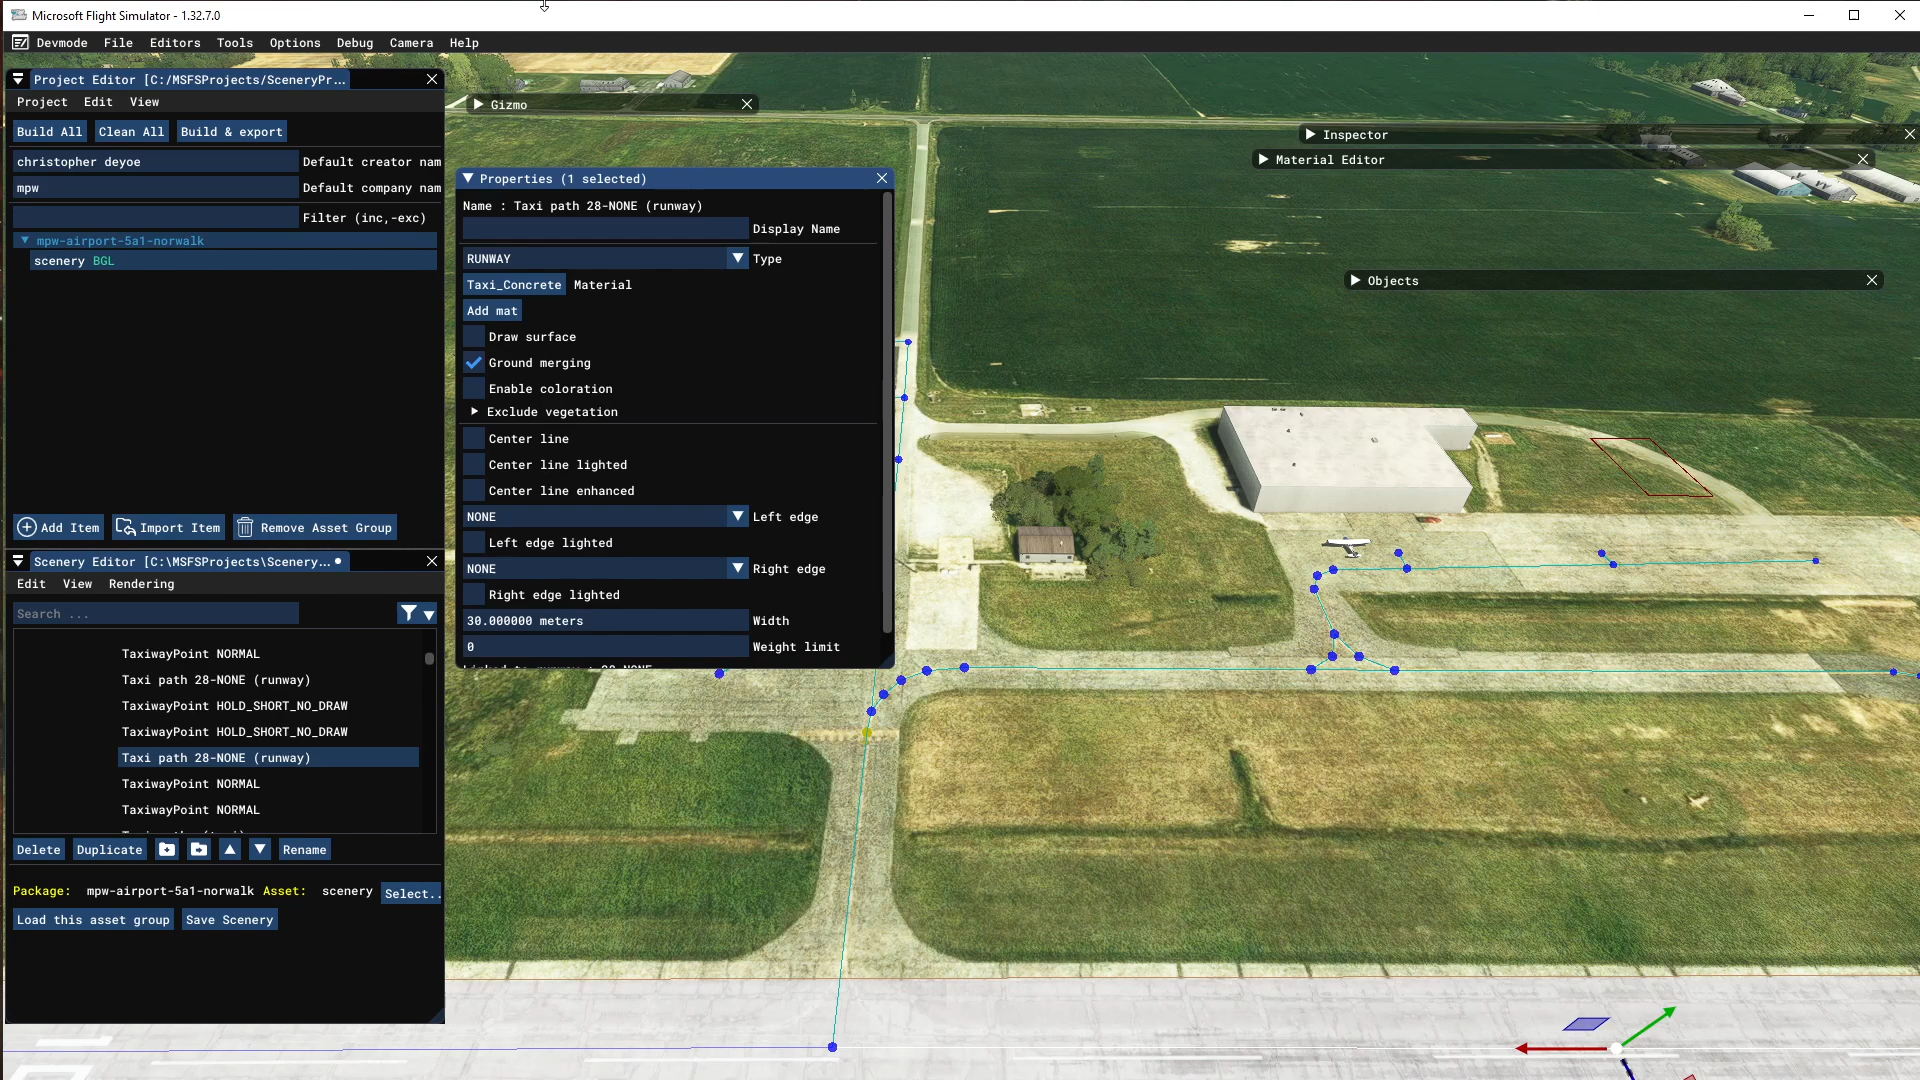 Microsoft Flight Simulator - 1.32.7.0
Devmode File Editors Tools Options Debug Camera Help
Project Editor [C:/MSFSProjects/SceneryPr...
Project Edit View
Build All Clean All Build & export
christopher deyoe Default creator nam
mpw Default company nam
Filter (inc,-exc)
mpw-airport-5a1-norwalk
scenery BGL
Add Item Import Item Remove Asset Group
Scenery Editor [C:\MSFSProjects\Scenery...
Edit View Rendering
Search ...
TaxiwayPoint NORMAL
Taxi path 28-NONE (runway)
TaxiwayPoint HOLD_SHORT_NO_DRAW
TaxiwayPoint HOLD_SHORT_NO_DRAW
Taxi path 28-NONE (runway)
TaxiwayPoint NORMAL
TaxiwayPoint NORMAL
Delete Duplicate Rename
Package: mpw-airport-5a1-norwalk Asset: scenery Select..
Load this asset group Save Scenery
Gizmo
Properties (1 selected)
Name : Taxi path 28-NONE (runway)
Display Name
RUNWAY Type
Taxi_Concrete Material
Add mat
Draw surface
Ground merging
Enable coloration
Exclude vegetation
Center line
Center line lighted
Center line enhanced
NONE Left edge
Left edge lighted
NONE Right edge
Right edge lighted
30.000000 meters Width
0 Weight limit
Inspector
Material Editor
Objects